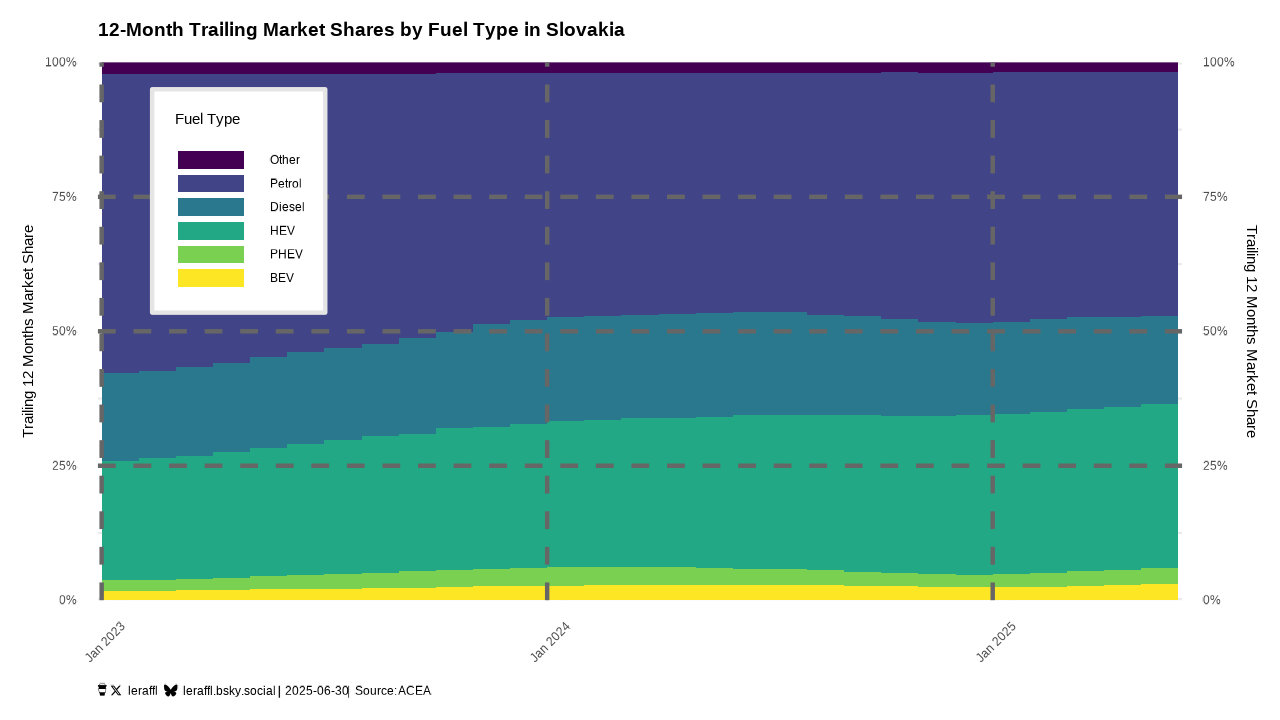 12-Month Trailing Market Shares by Fuel Type in Slovakia
100%
100%
Fuel Type
Other
Petrol
Diesel
HEV
PHEV
BEV
75%
75%
50%
50%
25%
25%
0%
0%
Trailing 12 Months Market Share
Trailing 12 Months Market Share
Jan 2023
Jan 2024
Jan 2025
leraffl leraffl.bsky.social | 2025-06-30| Source:ACEA